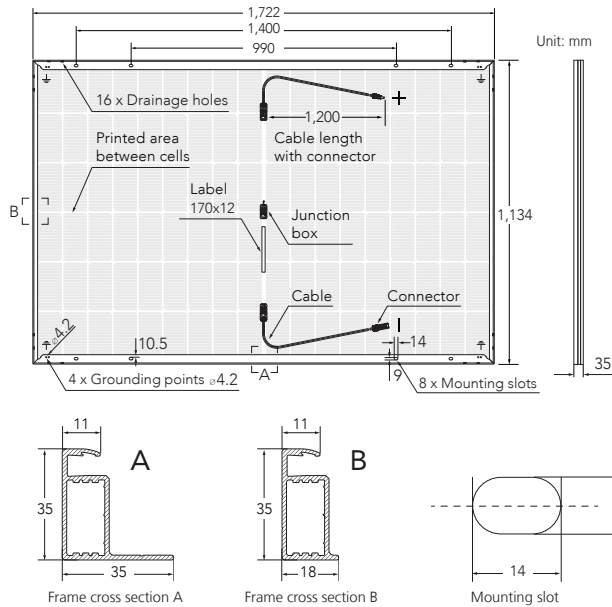 1,722
1,400
990
Unit: mm
16 x Drainage holes
+
1,200
Cable length
with connector
Printed area
between cells
B
Label
170x12
Junction
box
1,134
Cable
Connector
ø4.2
10.5
14
A
9
35
4 x Grounding points ø4.2
8 x Mounting slots
11
A
35
35
Frame cross section A
11
B
35
18
Frame cross section B
14
Mounting slot